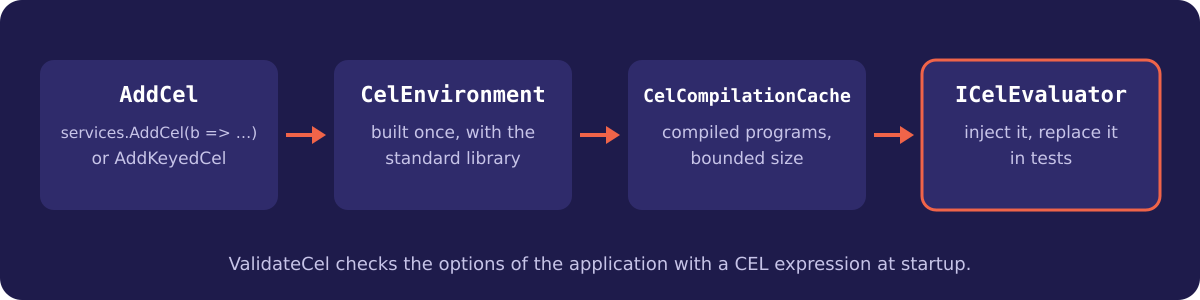 AddCel
services.AddCel(b => …)
or AddKeyedCel
CelEnvironment
built once, with the
standard library
CelCompilationCache
compiled programs,
bounded size
ICelEvaluator
inject it, replace it
in tests
ValidateCel checks the options of the application with a CEL expression at startup.